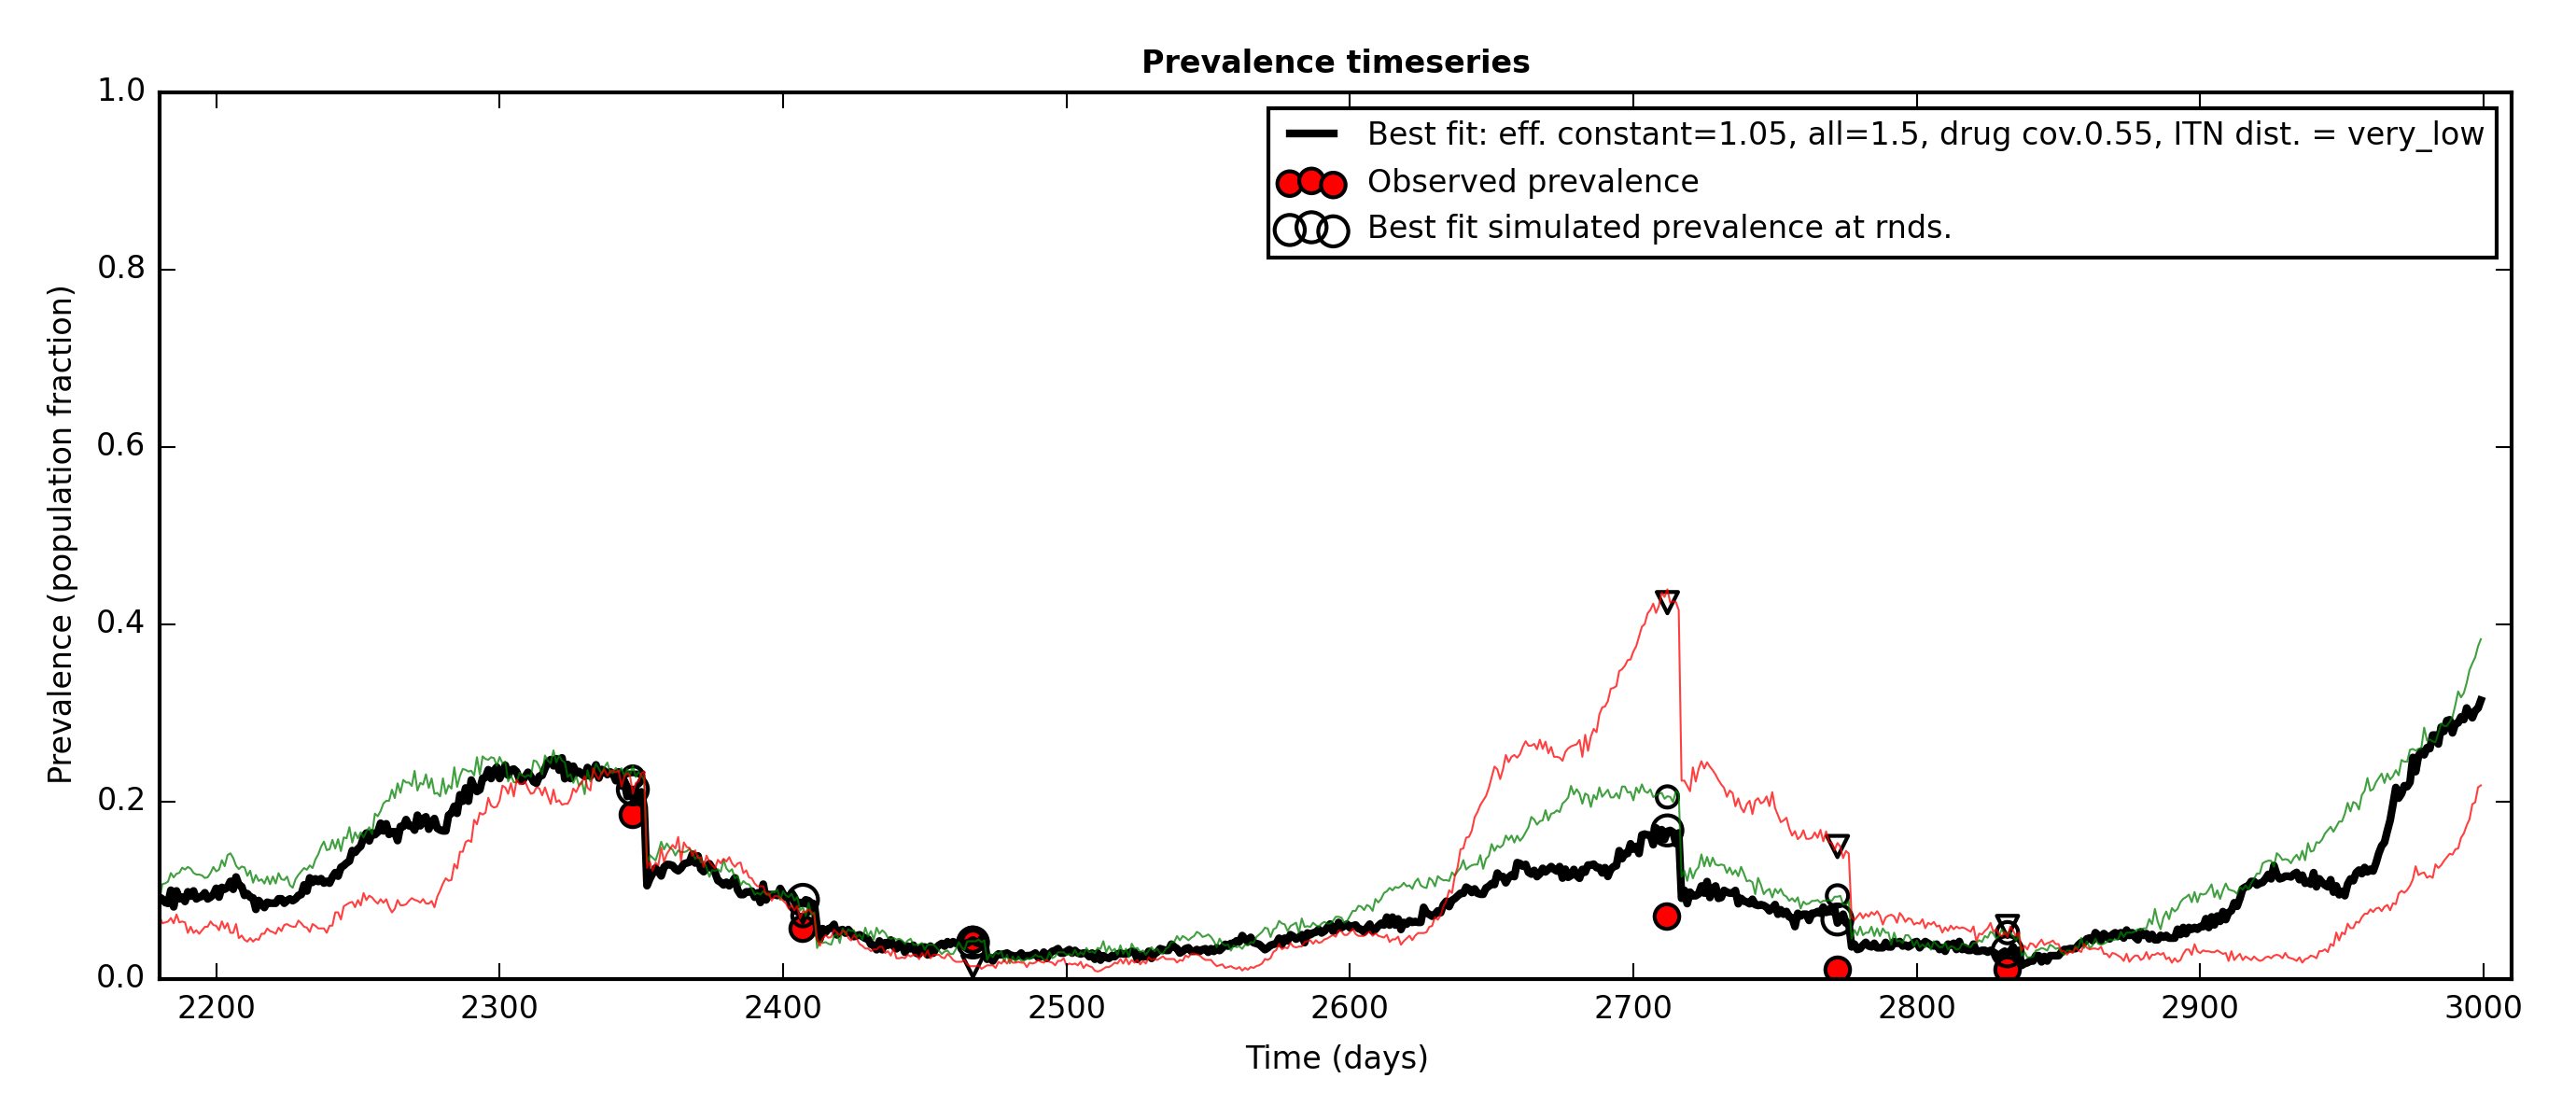 Prevalence timeseries
Best fit: eff. constant=1.05, all=1.5, drug cov.0.55, ITN dist. = very_low
Observed prevalence
Best fit simulated prevalence at rnds.
Prevalence (population fraction)
1.0
0.8
0.6
0.4
0.2
0.0
2200 2300 2400 2500 2600 2700 2800 2900 3000
Time (days)